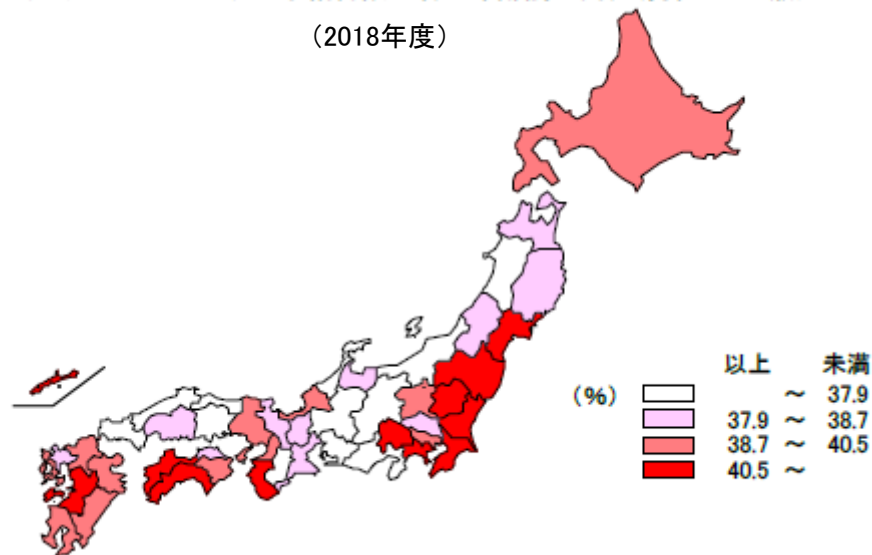 （2018年度）
以上　未満
（%）　～ 37.9
37.9 ～ 38.7
38.7 ～ 40.5
40.5 ～